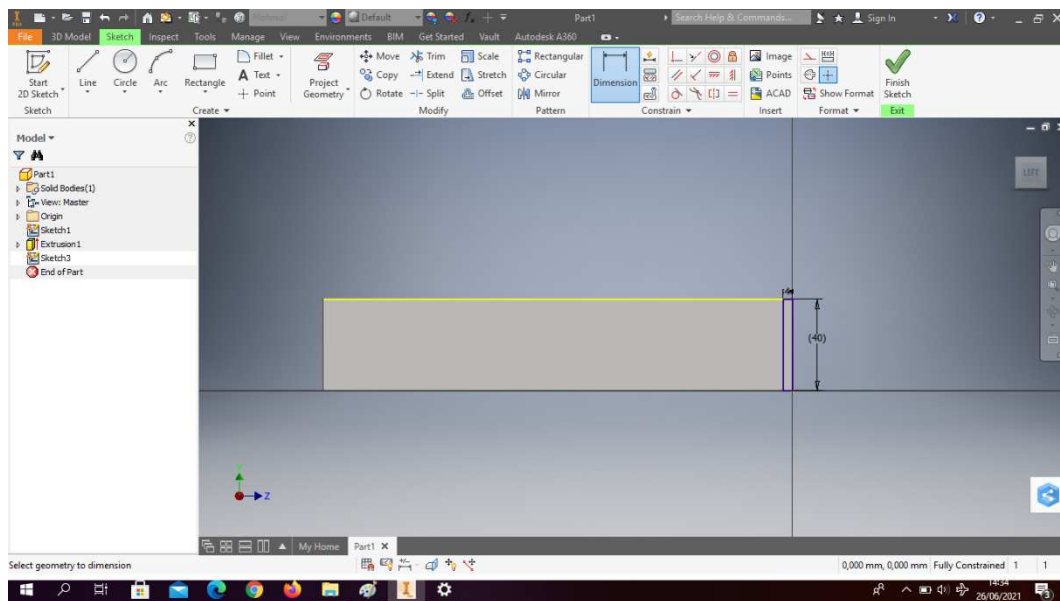 Material Default Part1 Search Help & Commands... Sign In
File 3D Model Sketch Inspect Tools Manage View Environments BIM Get Started Vault Autodesk A360
Start 2D Sketch
Line
Circle
Arc
Rectangle
Fillet
Text
Point
Project Geometry
Move Trim Scale
Copy Extend Stretch
Rotate Split Offset
Rectangular
Circular
Mirror
Dimension
Image
Points
ACAD
Show Format
Finish Sketch
Sketch Create Modify Pattern Constrain Insert Format Exit
Model
Part1
Solid Bodies(1)
View: Master
Origin
Sketch1
Extrusion1
Sketch3
End of Part
LEFT
4
(40)
Z
My Home Part1
Select geometry to dimension 0,000 mm, 0,000 mm Fully Constrained 1 1
14:34
26/06/2021